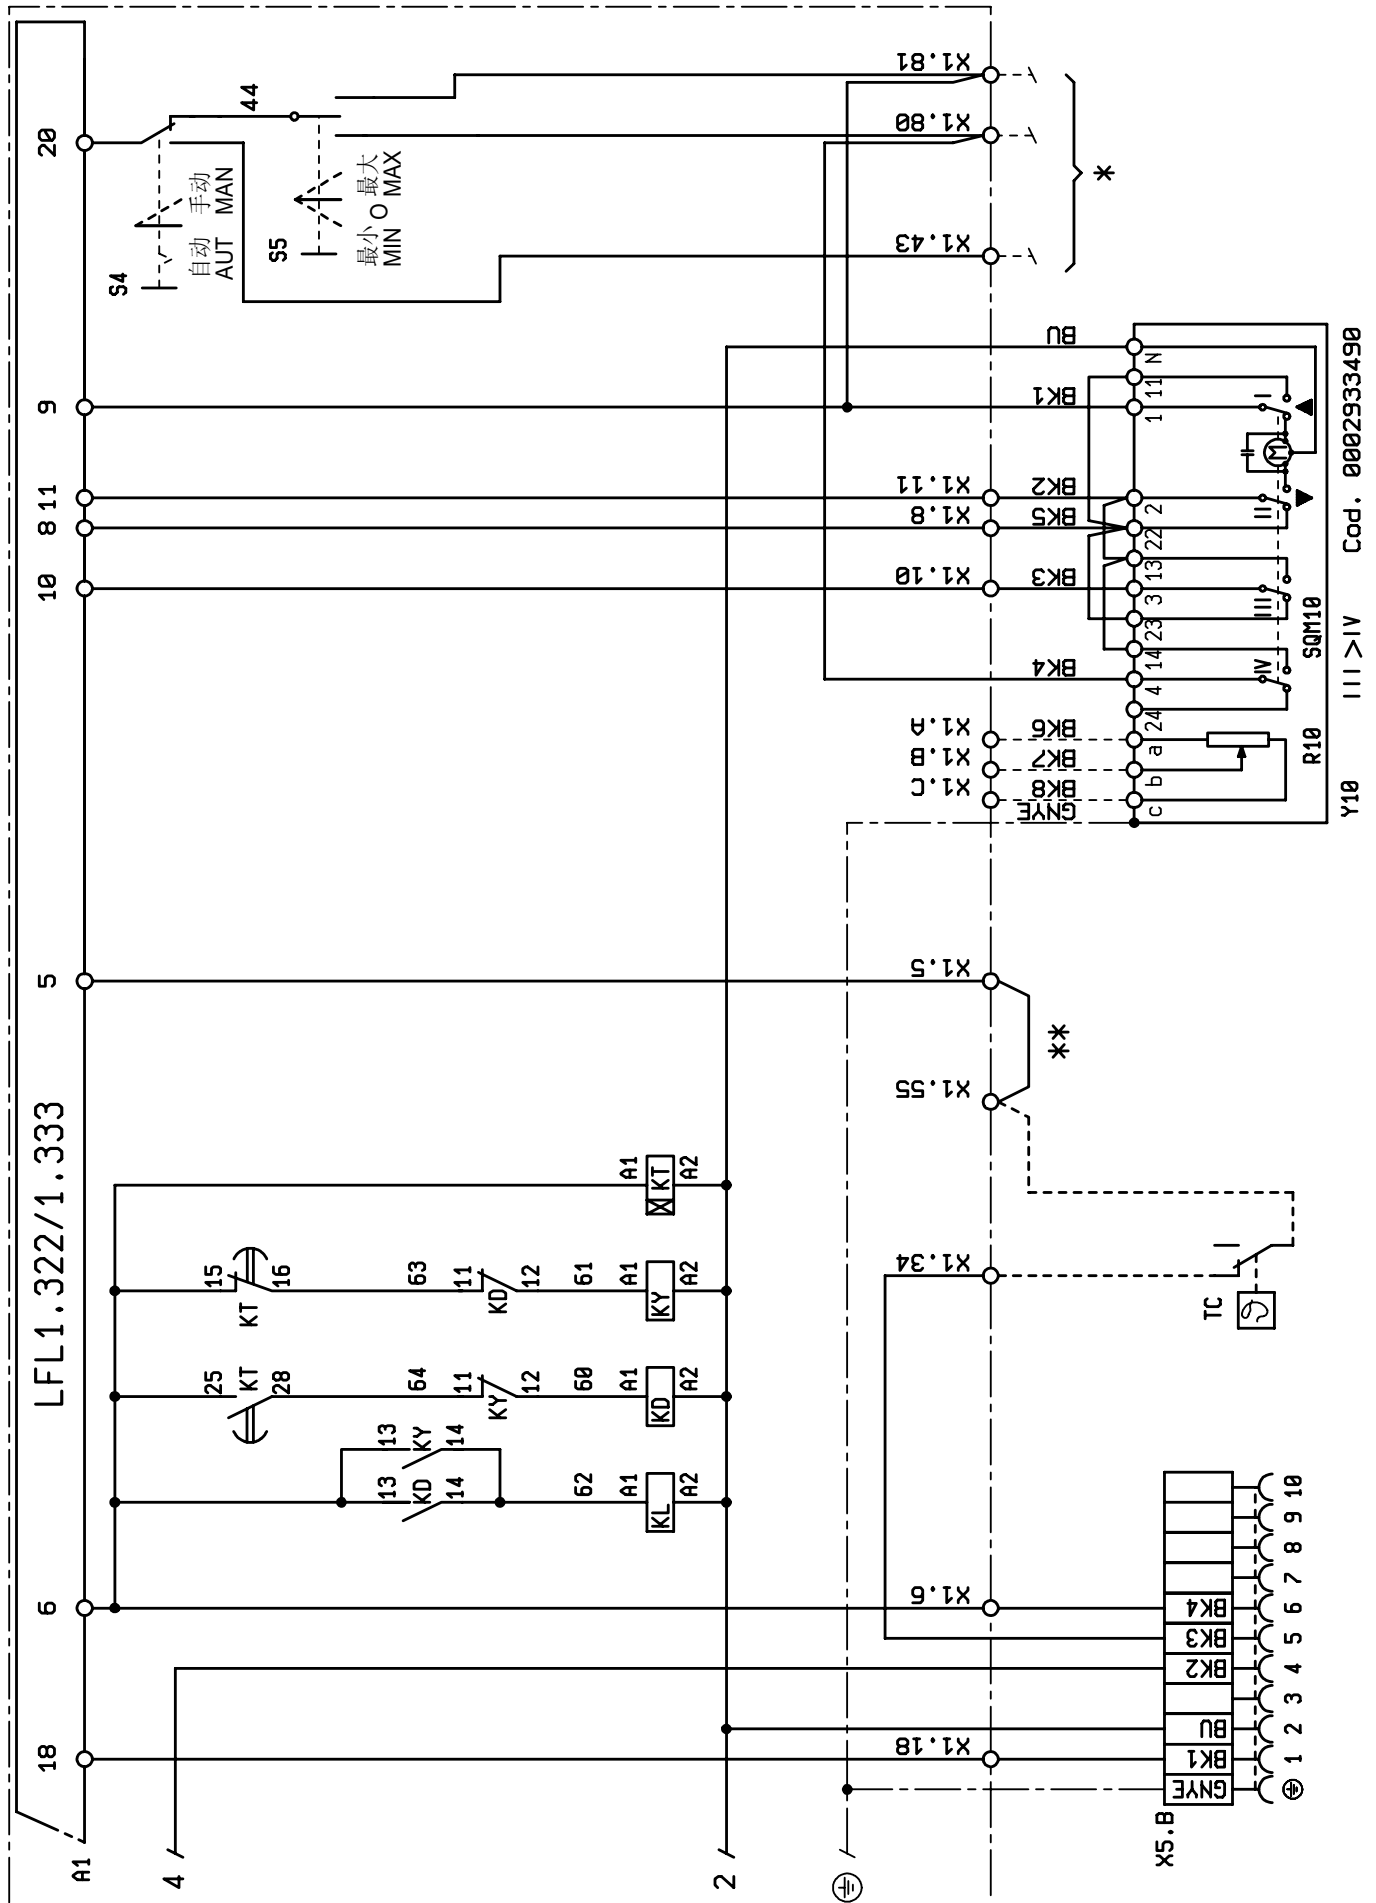 LFL1.322/1.333
A1
18
6
5
10
8
11
9
20
4
2
S4
自动 手动
AUT MAN
44
S5
最小 O 最大
MIN MAX
15
KT
16
63
11
KD
12
61
A1
KY
A2
A1
KT
A2
25
KT
28
64
11
KY
12
60
A1
KD
A2
13
KD
14
13
KY
14
62
A1
KL
A2
X1.18
X1.6
X1.34
X1.55
X1.5
X1.C
X1.B
X1.A
X1.10
X1.8
X1.11
X1.43
X1.80
X1.81
*
**
TC
GNYE
BK8
BK7
BK6
BK4
BK3
BK5
BK2
BK1
BU
c
b
a
24
4
14
23
3
13
22
2
1
11
N
IV
III
II
I
M
R10
SQM10
Y10
III>IV
Cod. 0002933490
X5.B
GNYE
BK1
BU
BK2
BK3
BK4
1
2
3
4
5
6
7
8
9
10